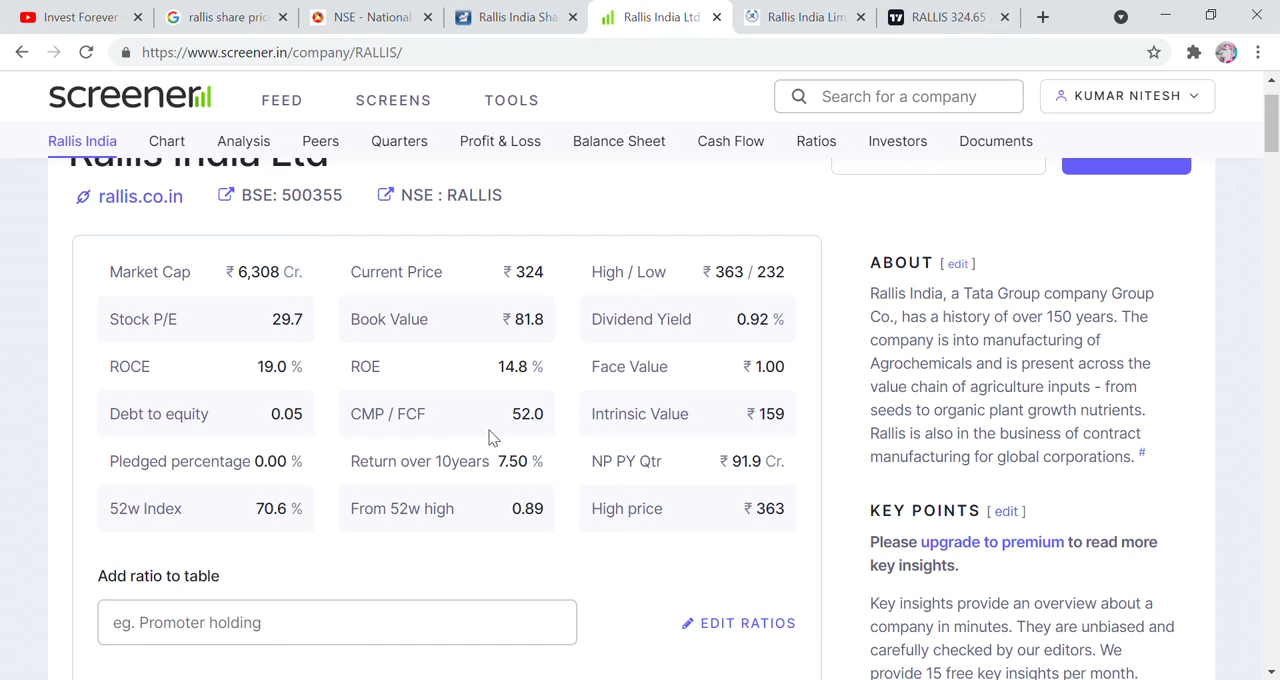 Invest Forever
rallis share pric
NSE - National
Rallis India Sha
Rallis India Ltd
Rallis India Lim
RALLIS 324.65
https://www.screener.in/company/RALLIS/
screener
FEED
SCREENS
TOOLS
Search for a company
KUMAR NITESH
Rallis India
Chart
Analysis
Peers
Quarters
Profit & Loss
Balance Sheet
Cash Flow
Ratios
Investors
Documents
Rallis India Ltd
rallis.co.in
BSE: 500355
NSE : RALLIS
Market Cap ₹ 6,308 Cr.
Current Price ₹ 324
High / Low ₹ 363 / 232
Stock P/E 29.7
Book Value ₹ 81.8
Dividend Yield 0.92 %
ROCE 19.0 %
ROE 14.8 %
Face Value ₹ 1.00
Debt to equity 0.05
CMP / FCF 52.0
Intrinsic Value ₹ 159
Pledged percentage 0.00 %
Return over 10years 7.50 %
NP PY Qtr ₹ 91.9 Cr.
52w Index 70.6 %
From 52w high 0.89
High price ₹ 363
Add ratio to table
eg. Promoter holding
EDIT RATIOS
ABOUT [ edit ]
Rallis India, a Tata Group company Group
Co., has a history of over 150 years. The
company is into manufacturing of
Agrochemicals and is present across the
value chain of agriculture inputs - from
seeds to organic plant growth nutrients.
Rallis is also in the business of contract
manufacturing for global corporations. #
KEY POINTS [ edit ]
Please upgrade to premium to read more
key insights.
Key insights provide an overview about a
company in minutes. They are unbiased and
carefully checked by our editors. We
provide 15 free key insights per month.